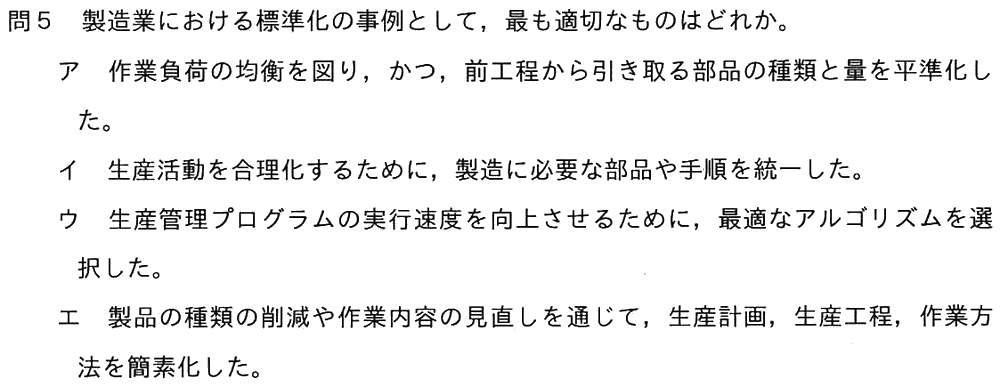 問５　製造業における標準化の事例として，最も適切なものはどれか。
ア　作業負荷の均衡を図り，かつ，前工程から引き取る部品の種類と量を平準化し
た。
イ　生産活動を合理化するために，製造に必要な部品や手順を統一した。
ウ　生産管理プログラムの実行速度を向上させるために，最適なアルゴリズムを選
択した。
エ　製品の種類の削減や作業内容の見直しを通じて，生産計画，生産工程，作業方
法を簡素化した。